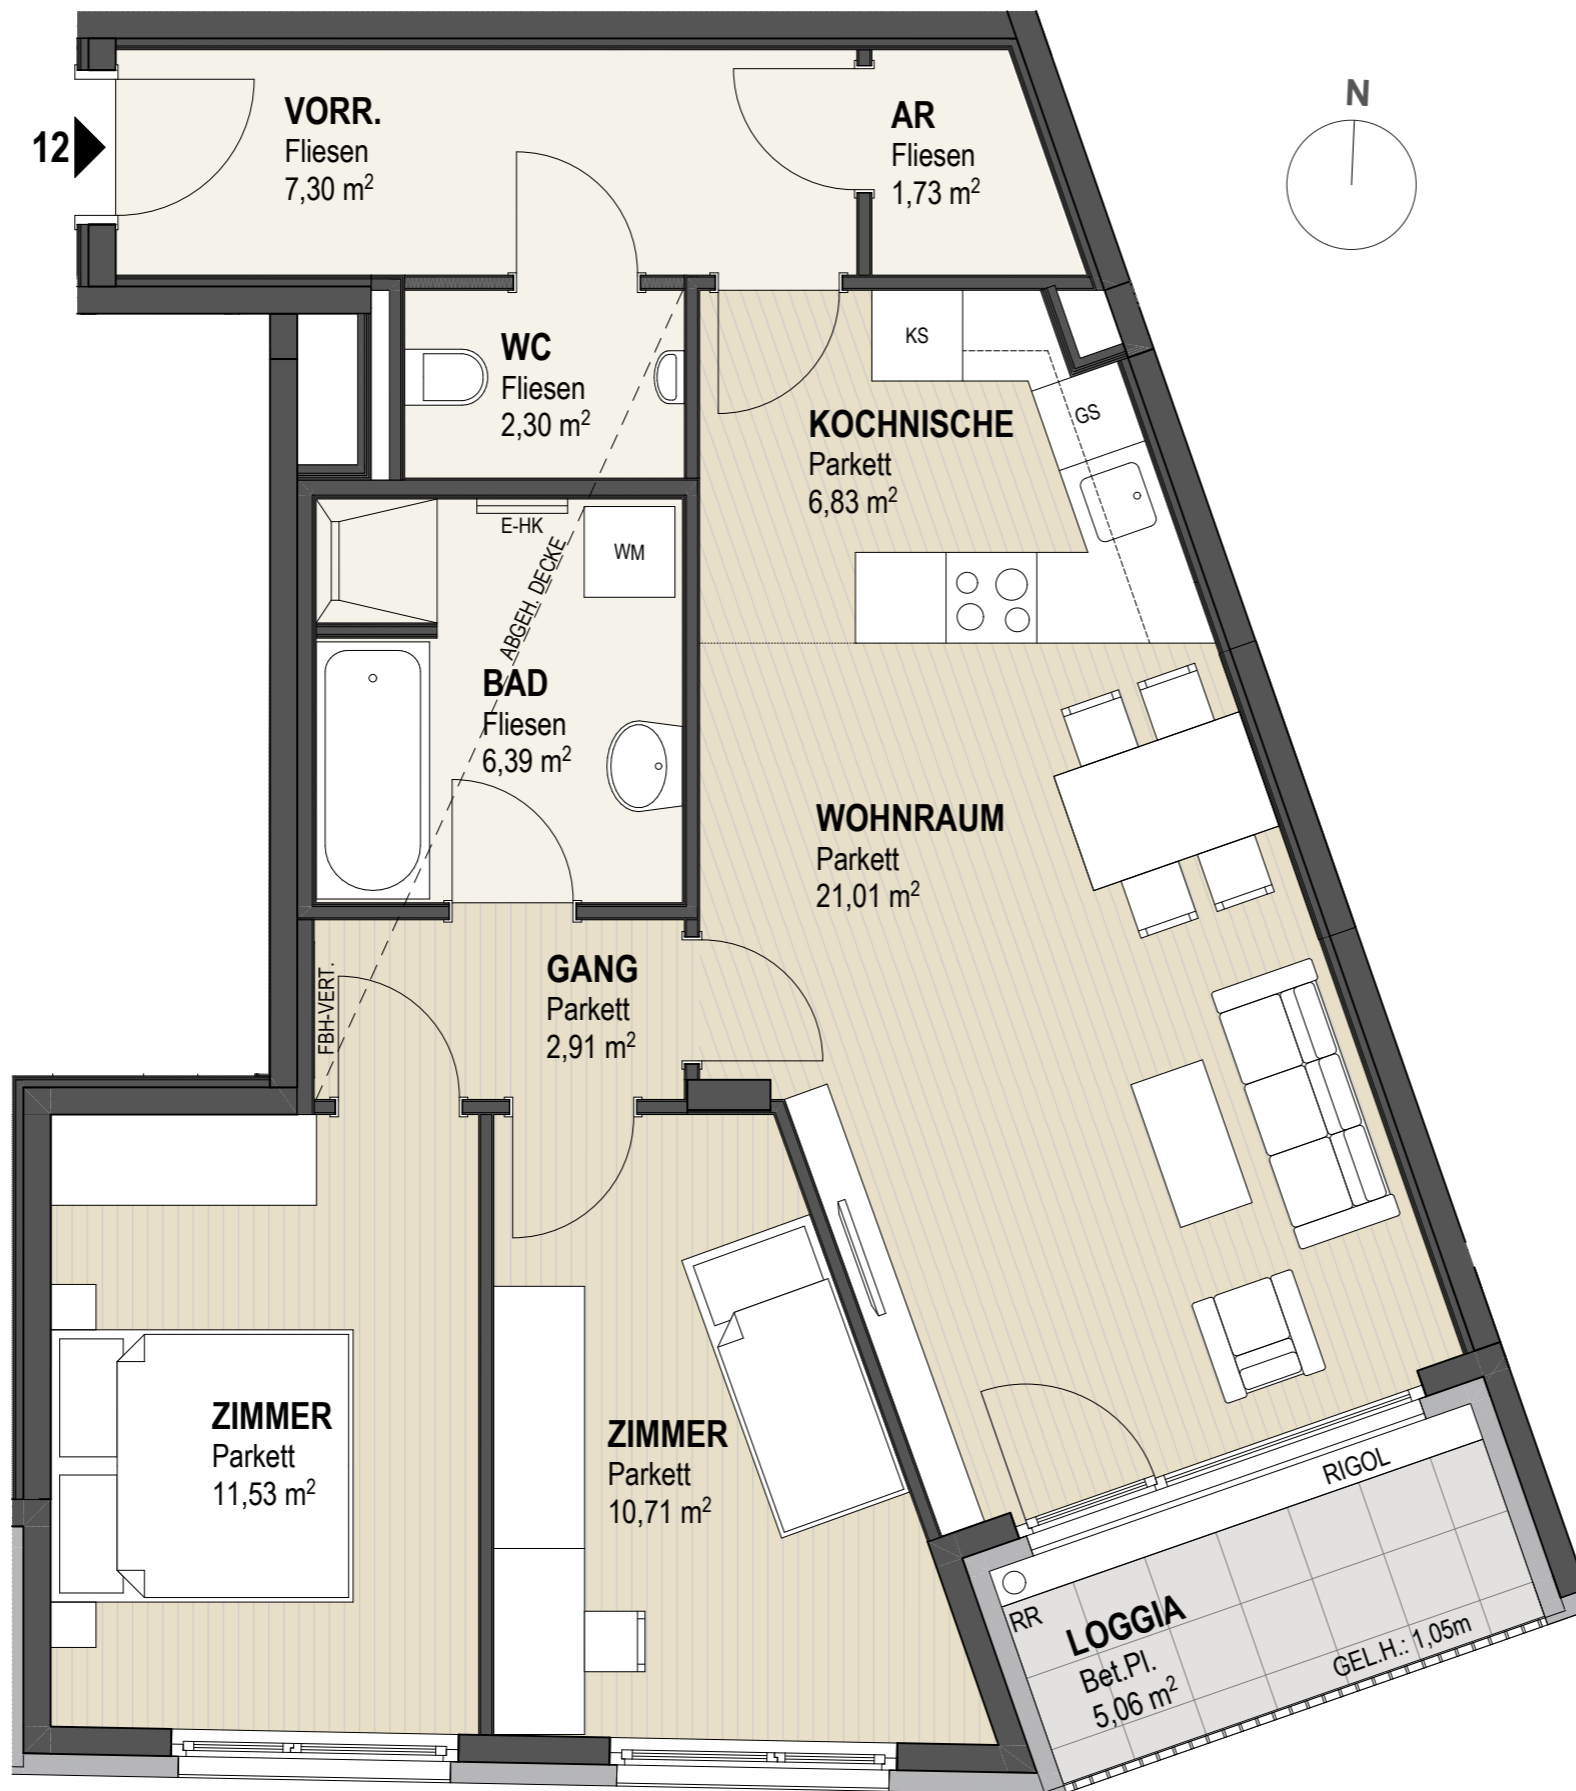 N
12
VORR.
Fliesen
7,30 m²
AR
Fliesen
1,73 m²
WC
Fliesen
2,30 m²
KS
GS
KOCHNISCHE
Parkett
6,83 m²
E-HK
WM
ABGEH. DECKE
BAD
Fliesen
6,39 m²
WOHNRAUM
Parkett
21,01 m²
FBH-VERT.
GANG
Parkett
2,91 m²
ZIMMER
Parkett
11,53 m²
ZIMMER
Parkett
10,71 m²
RIGOL
RR
LOGGIA
Bet.Pl.
5,06 m²
GEL.H.: 1,05m